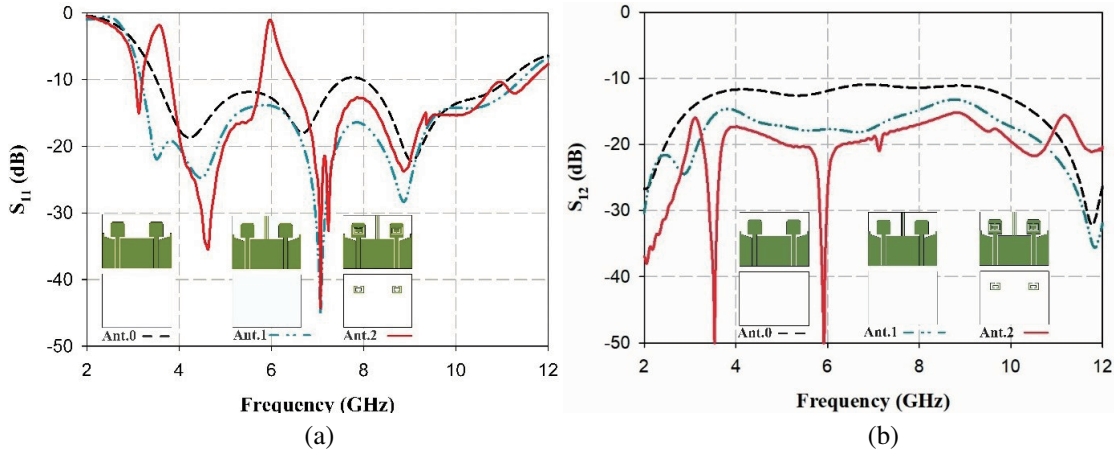 0
-10
-20
-30
-40
-50
S11 (dB)
Ant.0
Ant.1
Ant.2
2 4 6 8 10 12
Frequency (GHz)
(a)
0
-10
-20
-30
-40
-50
S12 (dB)
Ant.0
Ant.1
Ant.2
2 4 6 8 10 12
Frequency (GHz)
(b)